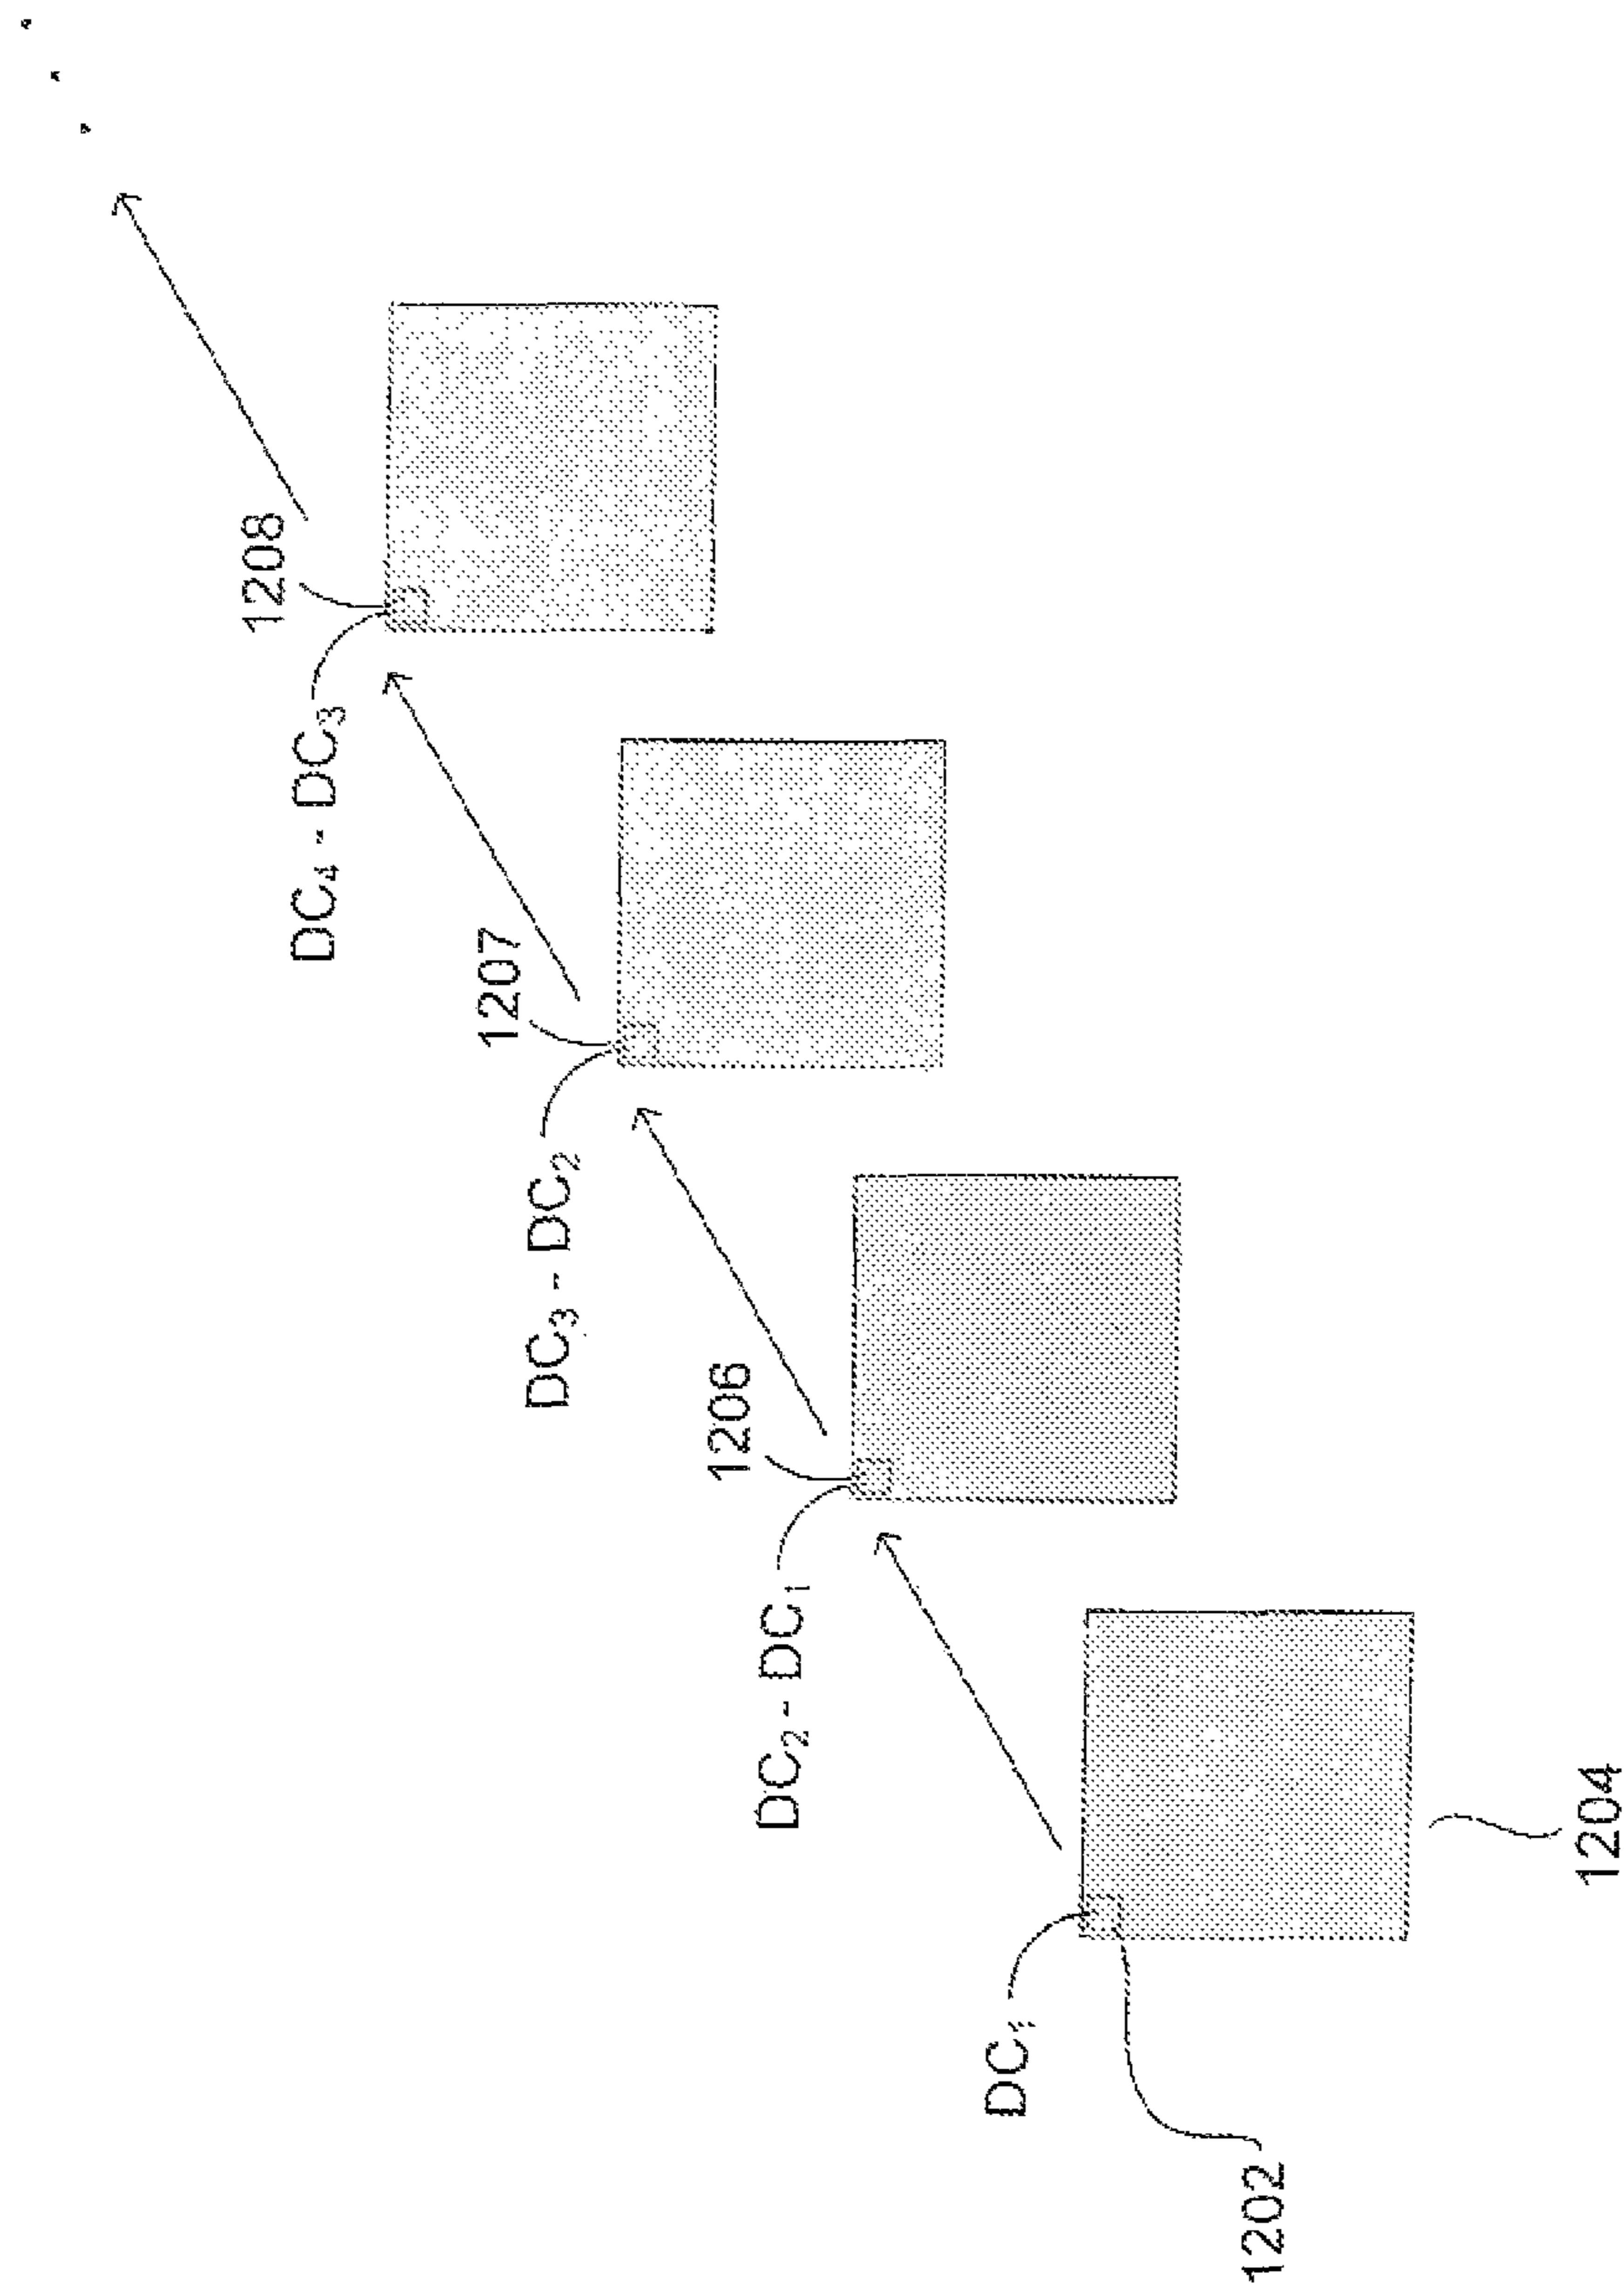 1202
DC₁
1204
DC₂ - DC₁
1206
DC₃ - DC₂
1207
DC₄ - DC₃
1208